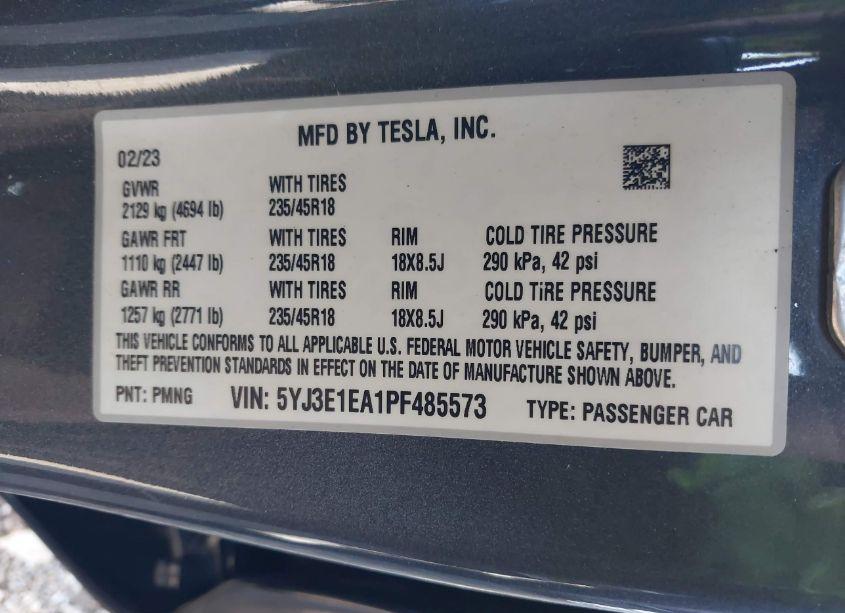 MFD BY TESLA, INC.
02/23
GVWR WITH TIRES
2129 kg (4694 lb) 235/45R18
GAWR FRT WITH TIRES RIM COLD TIRE PRESSURE
1110 kg (2447 lb) 235/45R18 18X8.5J 290 kPa, 42 psi
GAWR RR WITH TIRES RIM COLD TiRE PRESSURE
1257 kg (2771 lb) 235/45R18 18X8.5J 290 kPa, 42 psi
THIS VEHICLE CONFORMS TO ALL APPLICABLE U.S. FEDERAL MOTOR VEHICLE SAFETY, BUMPER, AND
THEFT PREVENTION STANDARDS IN EFFECT ON THE DATE OF MANUFACTURE SHOWN ABOVE.
PNT: PMNG VIN: 5YJ3E1EA1PF485573 TYPE: PASSENGER CAR